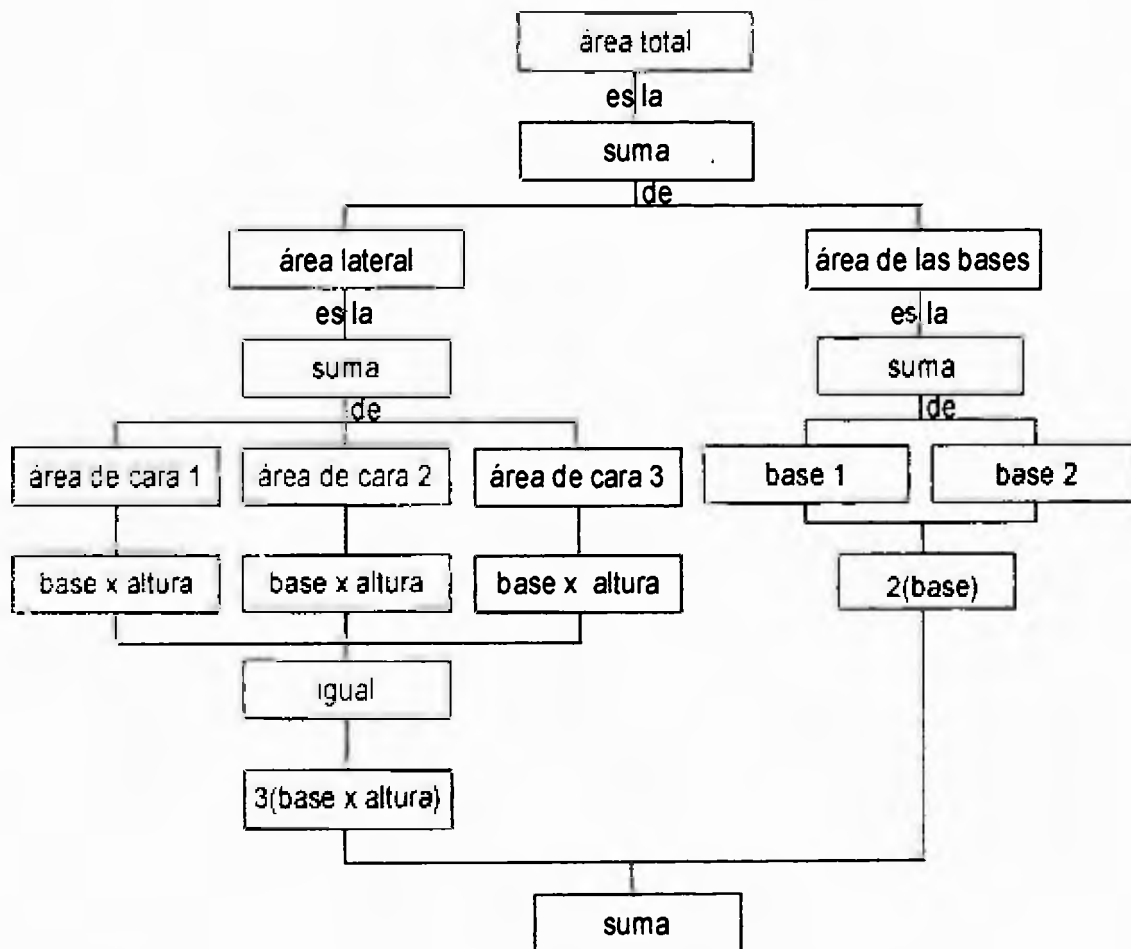 área total
es la
suma
de
área lateral
área de las bases
es la
es la
suma
suma
de
de
área de cara 1
área de cara 2
área de cara 3
base 1
base 2
base x altura
base x altura
base x altura
2(base)
igual
3(base x altura)
suma